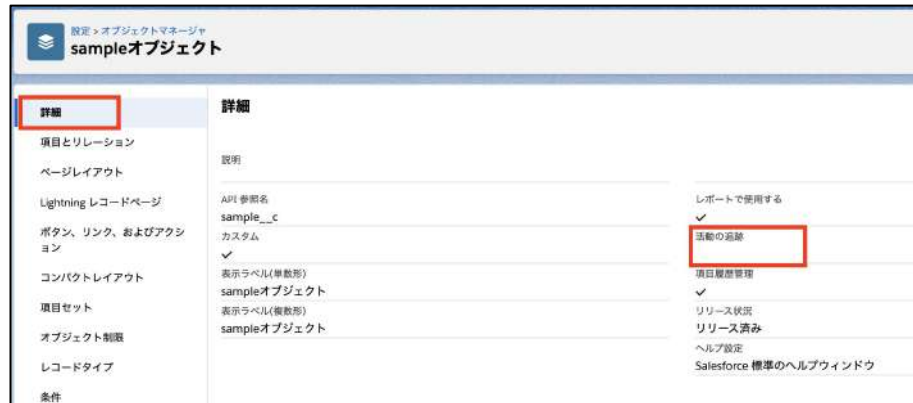 設定 > オブジェクトマネージャ
sampleオブジェクト
詳細
項目とリレーション
ページレイアウト
Lightning レコードページ
ボタン、リンク、およびアクシ
ョン
コンパクトレイアウト
項目セット
オブジェクト制限
レコードタイプ
条件
詳細
説明
API 参照名
sample__c
カスタム
✓
表示ラベル(単数形)
sampleオブジェクト
表示ラベル(複数形)
sampleオブジェクト
レポートで使用する
✓
活動の追跡
項目履歴管理
✓
リリース状況
リリース済み
ヘルプ設定
Salesforce 標準のヘルプウィンドウ